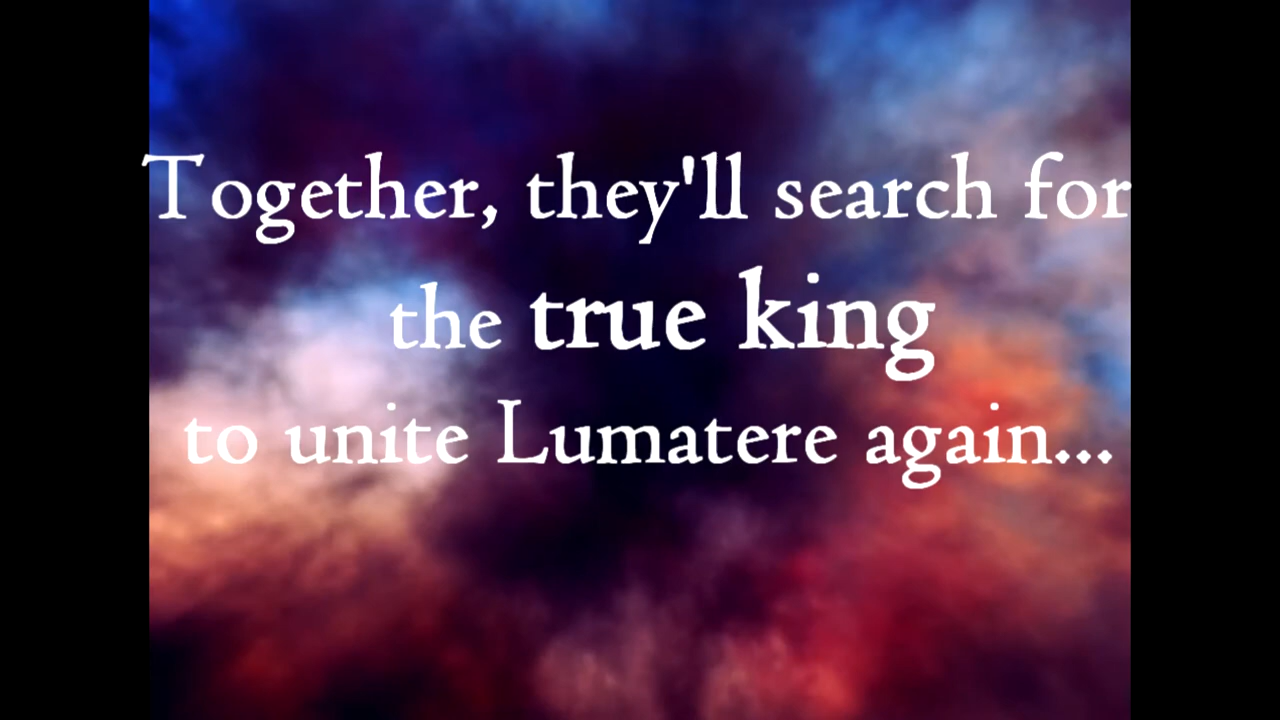 Together, they'll search for
the true king
to unite Lumatere again...